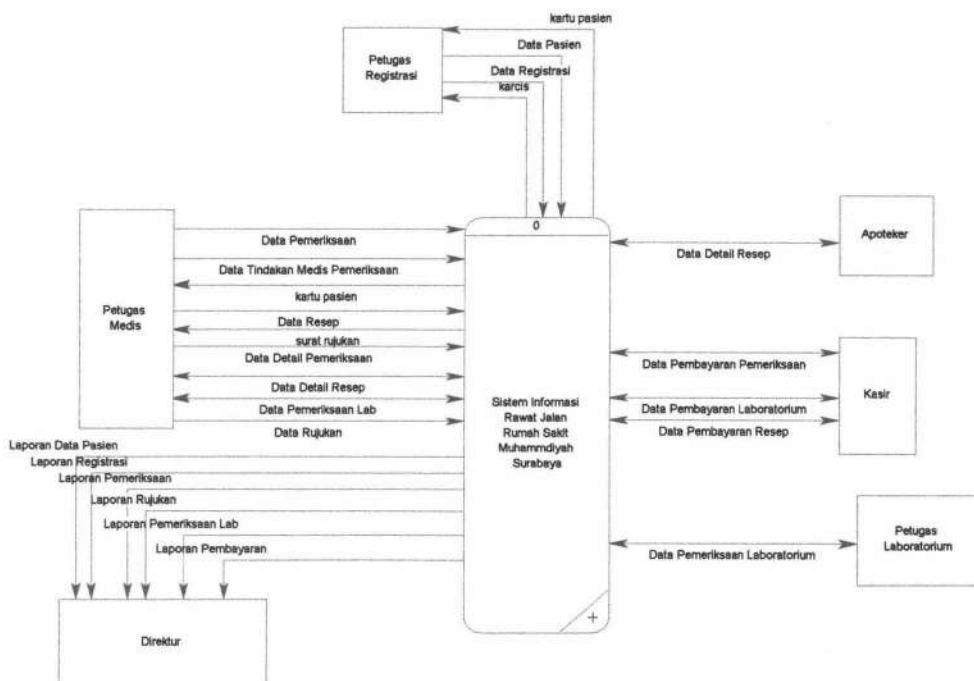 kartu pasien
Data Pasien
Petugas
Registrasi
Data Registrasi
karcis
0
Apoteker
Data Detail Resep
Data Pemeriksaan
Data Tindakan Medis Pemeriksaan
kartu pasien
Petugas
Medis
Data Resep
surat rujukan
Data Detail Pemeriksaan
Data Detail Resep
Data Pemeriksaan Lab
Data Rujukan
Data Pembayaran Pemeriksaan
Kasir
Data Pembayaran Laboratorium
Data Pembayaran Resep
Sistem Informasi
Rawat Jalan
Rumah Sakit
Muhammdiyah
Surabaya
Laporan Data Pasien
Laporan Registrasi
Laporan Pemeriksaan
Laporan Rujukan
Laporan Pemeriksaan Lab
Laporan Pembayaran
Petugas
Laboratorium
Data Pemeriksaan Laboratorium
+
Direktur